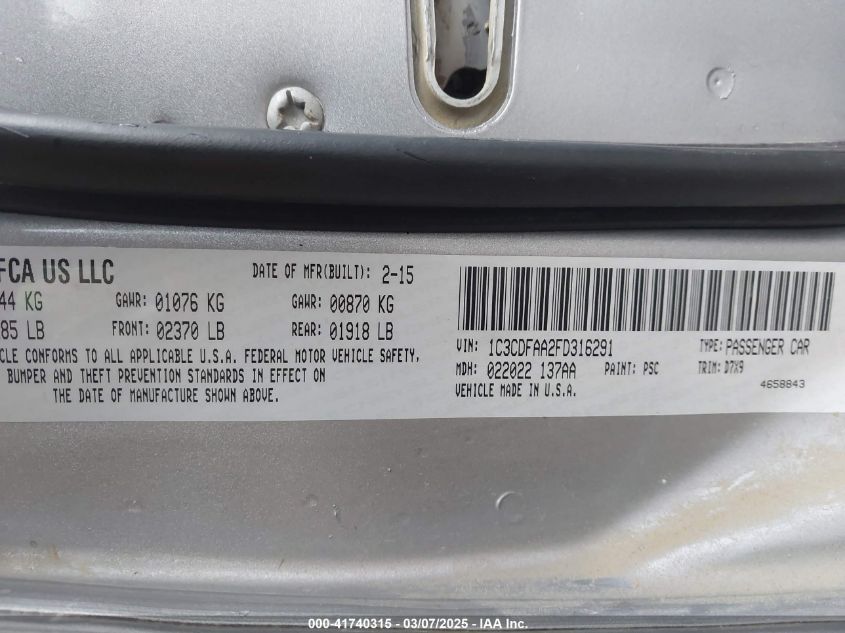 FCA US LLC DATE OF MFR(BUILT): 2-15
44 KG GAWR: 01076 KG GAWR: 00870 KG
85 LB FRONT: 02370 LB REAR: 01918 LB
CLE CONFORMS TO ALL APPLICABLE U.S.A. FEDERAL MOTOR VEHICLE SAFETY,
BUMPER AND THEFT PREVENTION STANDARDS IN EFFECT ON
THE DATE OF MANUFACTURE SHOWN ABOVE.
VIN: 1C3CDFAA2FD316291 TYPE: PASSENGER CAR
MDH: 022022 137AA PAINT: PSC TRIM: D7X9
VEHICLE MADE IN U.S.A. 4658843
000-41740315 - 03/07/2025 - IAA Inc.